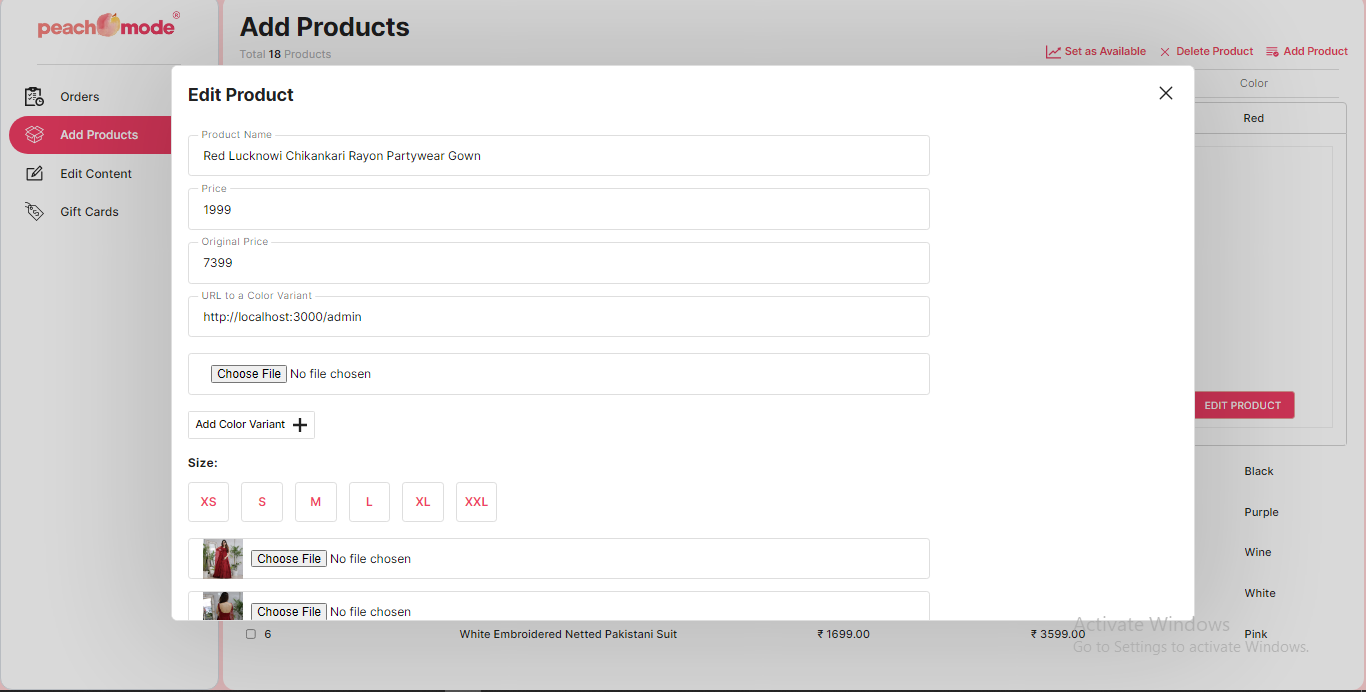 peachmode®
Add Products
Total 18 Products
Set as Available
Delete Product
Add Product
Orders
Add Products
Edit Content
Gift Cards
Edit Product
Product Name
Red Lucknowi Chikankari Rayon Partywear Gown
Price
1999
Original Price
7399
URL to a Color Variant
http://localhost:3000/admin
Choose File No file chosen
Add Color Variant
Size:
XS S M L XL XXL
Choose File No file chosen
Choose File No file chosen
Color
Red
EDIT PRODUCT
Black
Purple
Wine
White
6 White Embroidered Netted Pakistani Suit ₹ 1699.00 ₹ 3599.00 Pink
Activate Windows
Go to Settings to activate Windows.